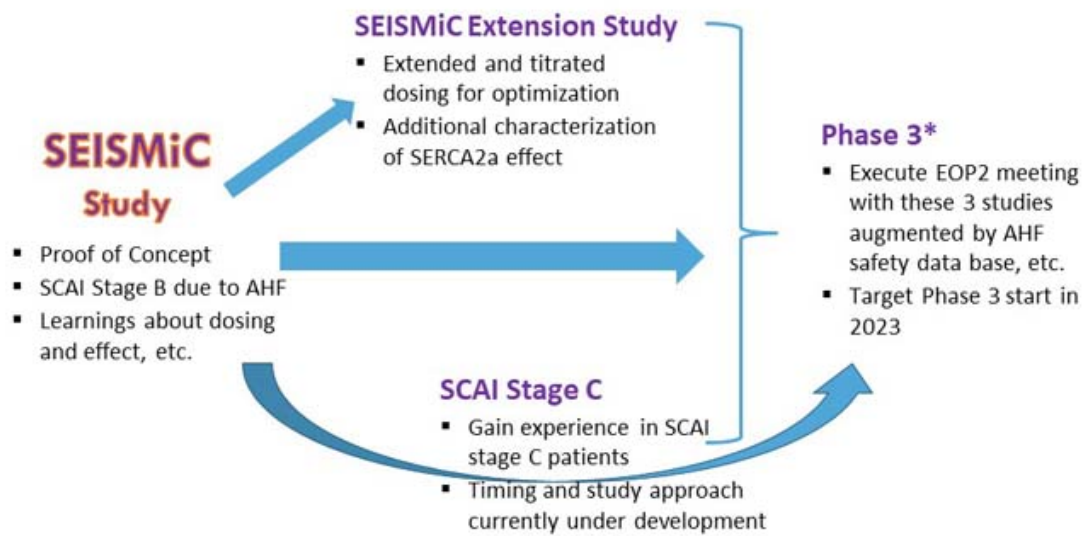 SEISMiC
Study
▪ Proof of Concept
▪ SCAI Stage B due to AHF
▪ Learnings about dosing
and effect, etc.
SEISMiC Extension Study
▪ Extended and titrated
dosing for optimization
▪ Additional characterization
of SERCA2a effect
SCAI Stage C
▪ Gain experience in SCAI
stage C patients
▪ Timing and study approach
currently under development
Phase 3*
▪ Execute EOP2 meeting
with these 3 studies
augmented by AHF
safety data base, etc.
▪ Target Phase 3 start in
2023